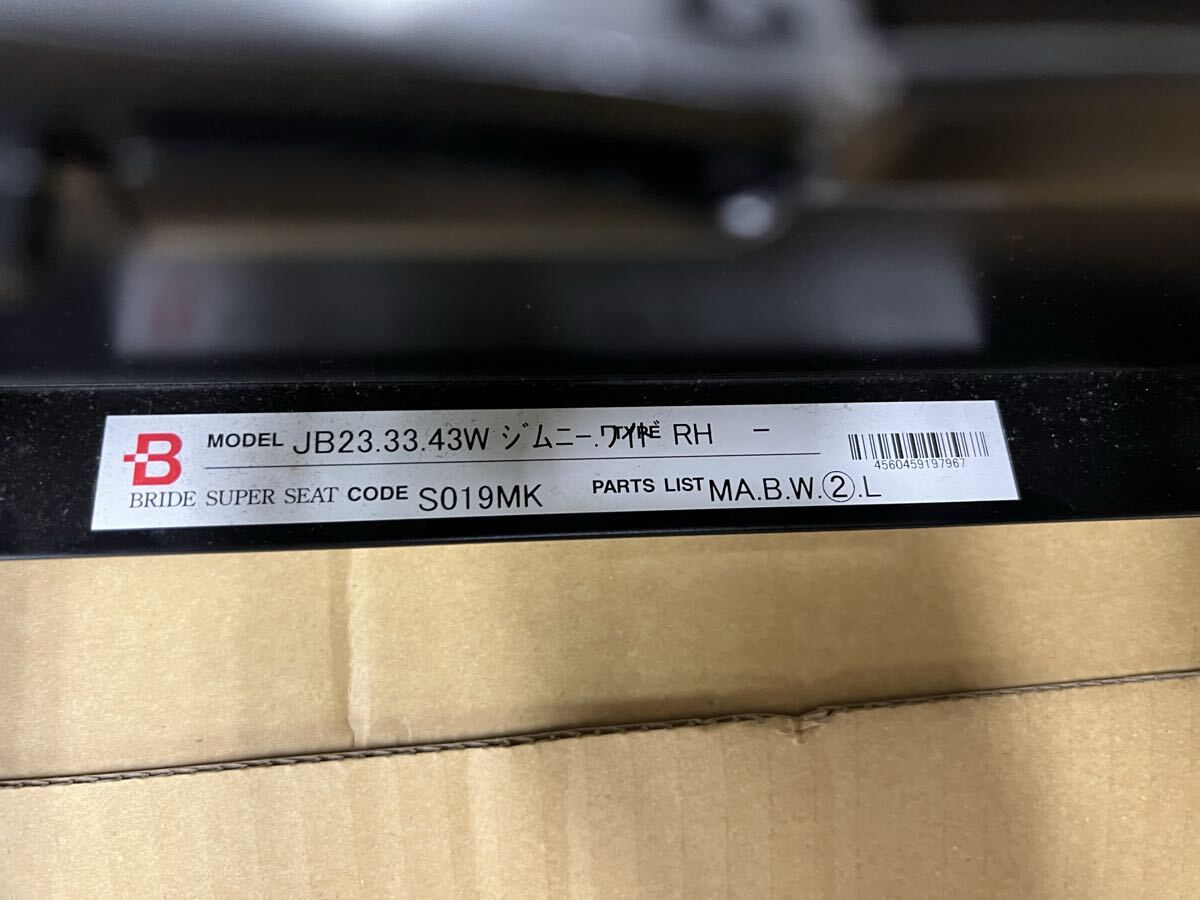 MODEL JB23.33.43W ジムニー.ワイド TYPE RH -
4560459197967
BRIDE SUPER SEAT CODE S019MK PARTS LIST MA.B.W.②.L